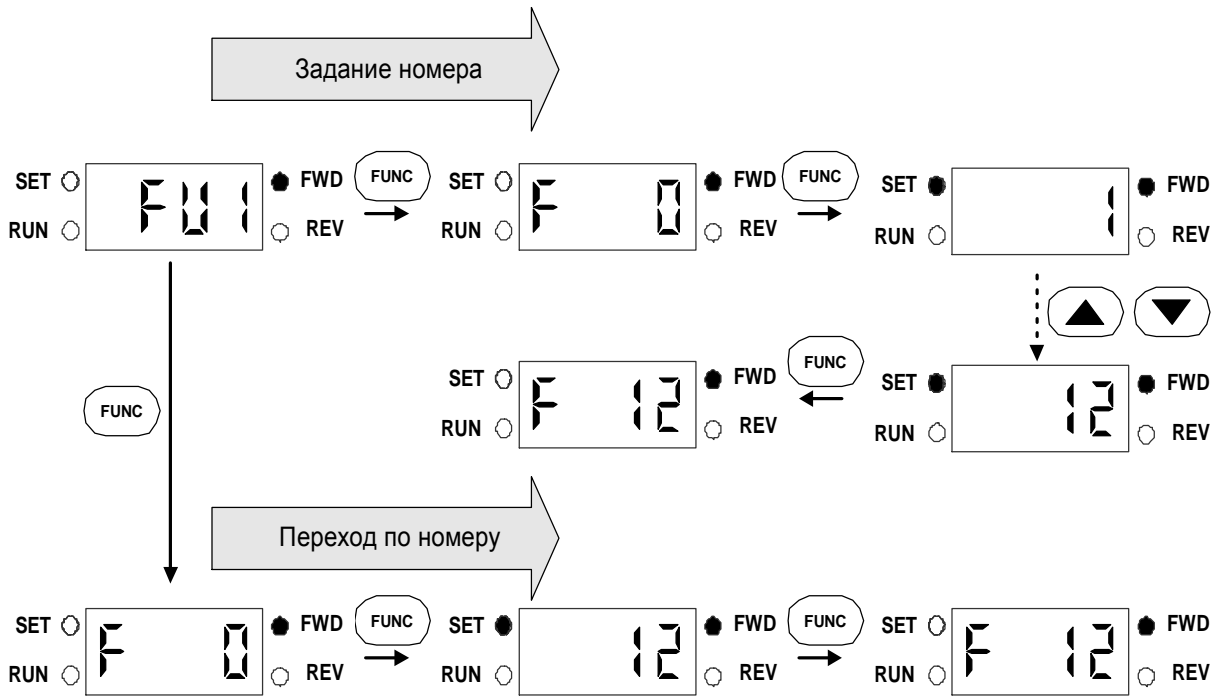 Задание номера
SET FU1 FWD FUNC SET F 0 FWD FUNC SET 1 FWD
RUN REV RUN REV RUN REV
SET F 12 FWD FUNC SET 12 FWD
RUN REV RUN REV
FUNC
Переход по номеру
SET F 0 FWD FUNC SET 12 FWD FUNC SET F 12 FWD
RUN REV RUN REV RUN REV